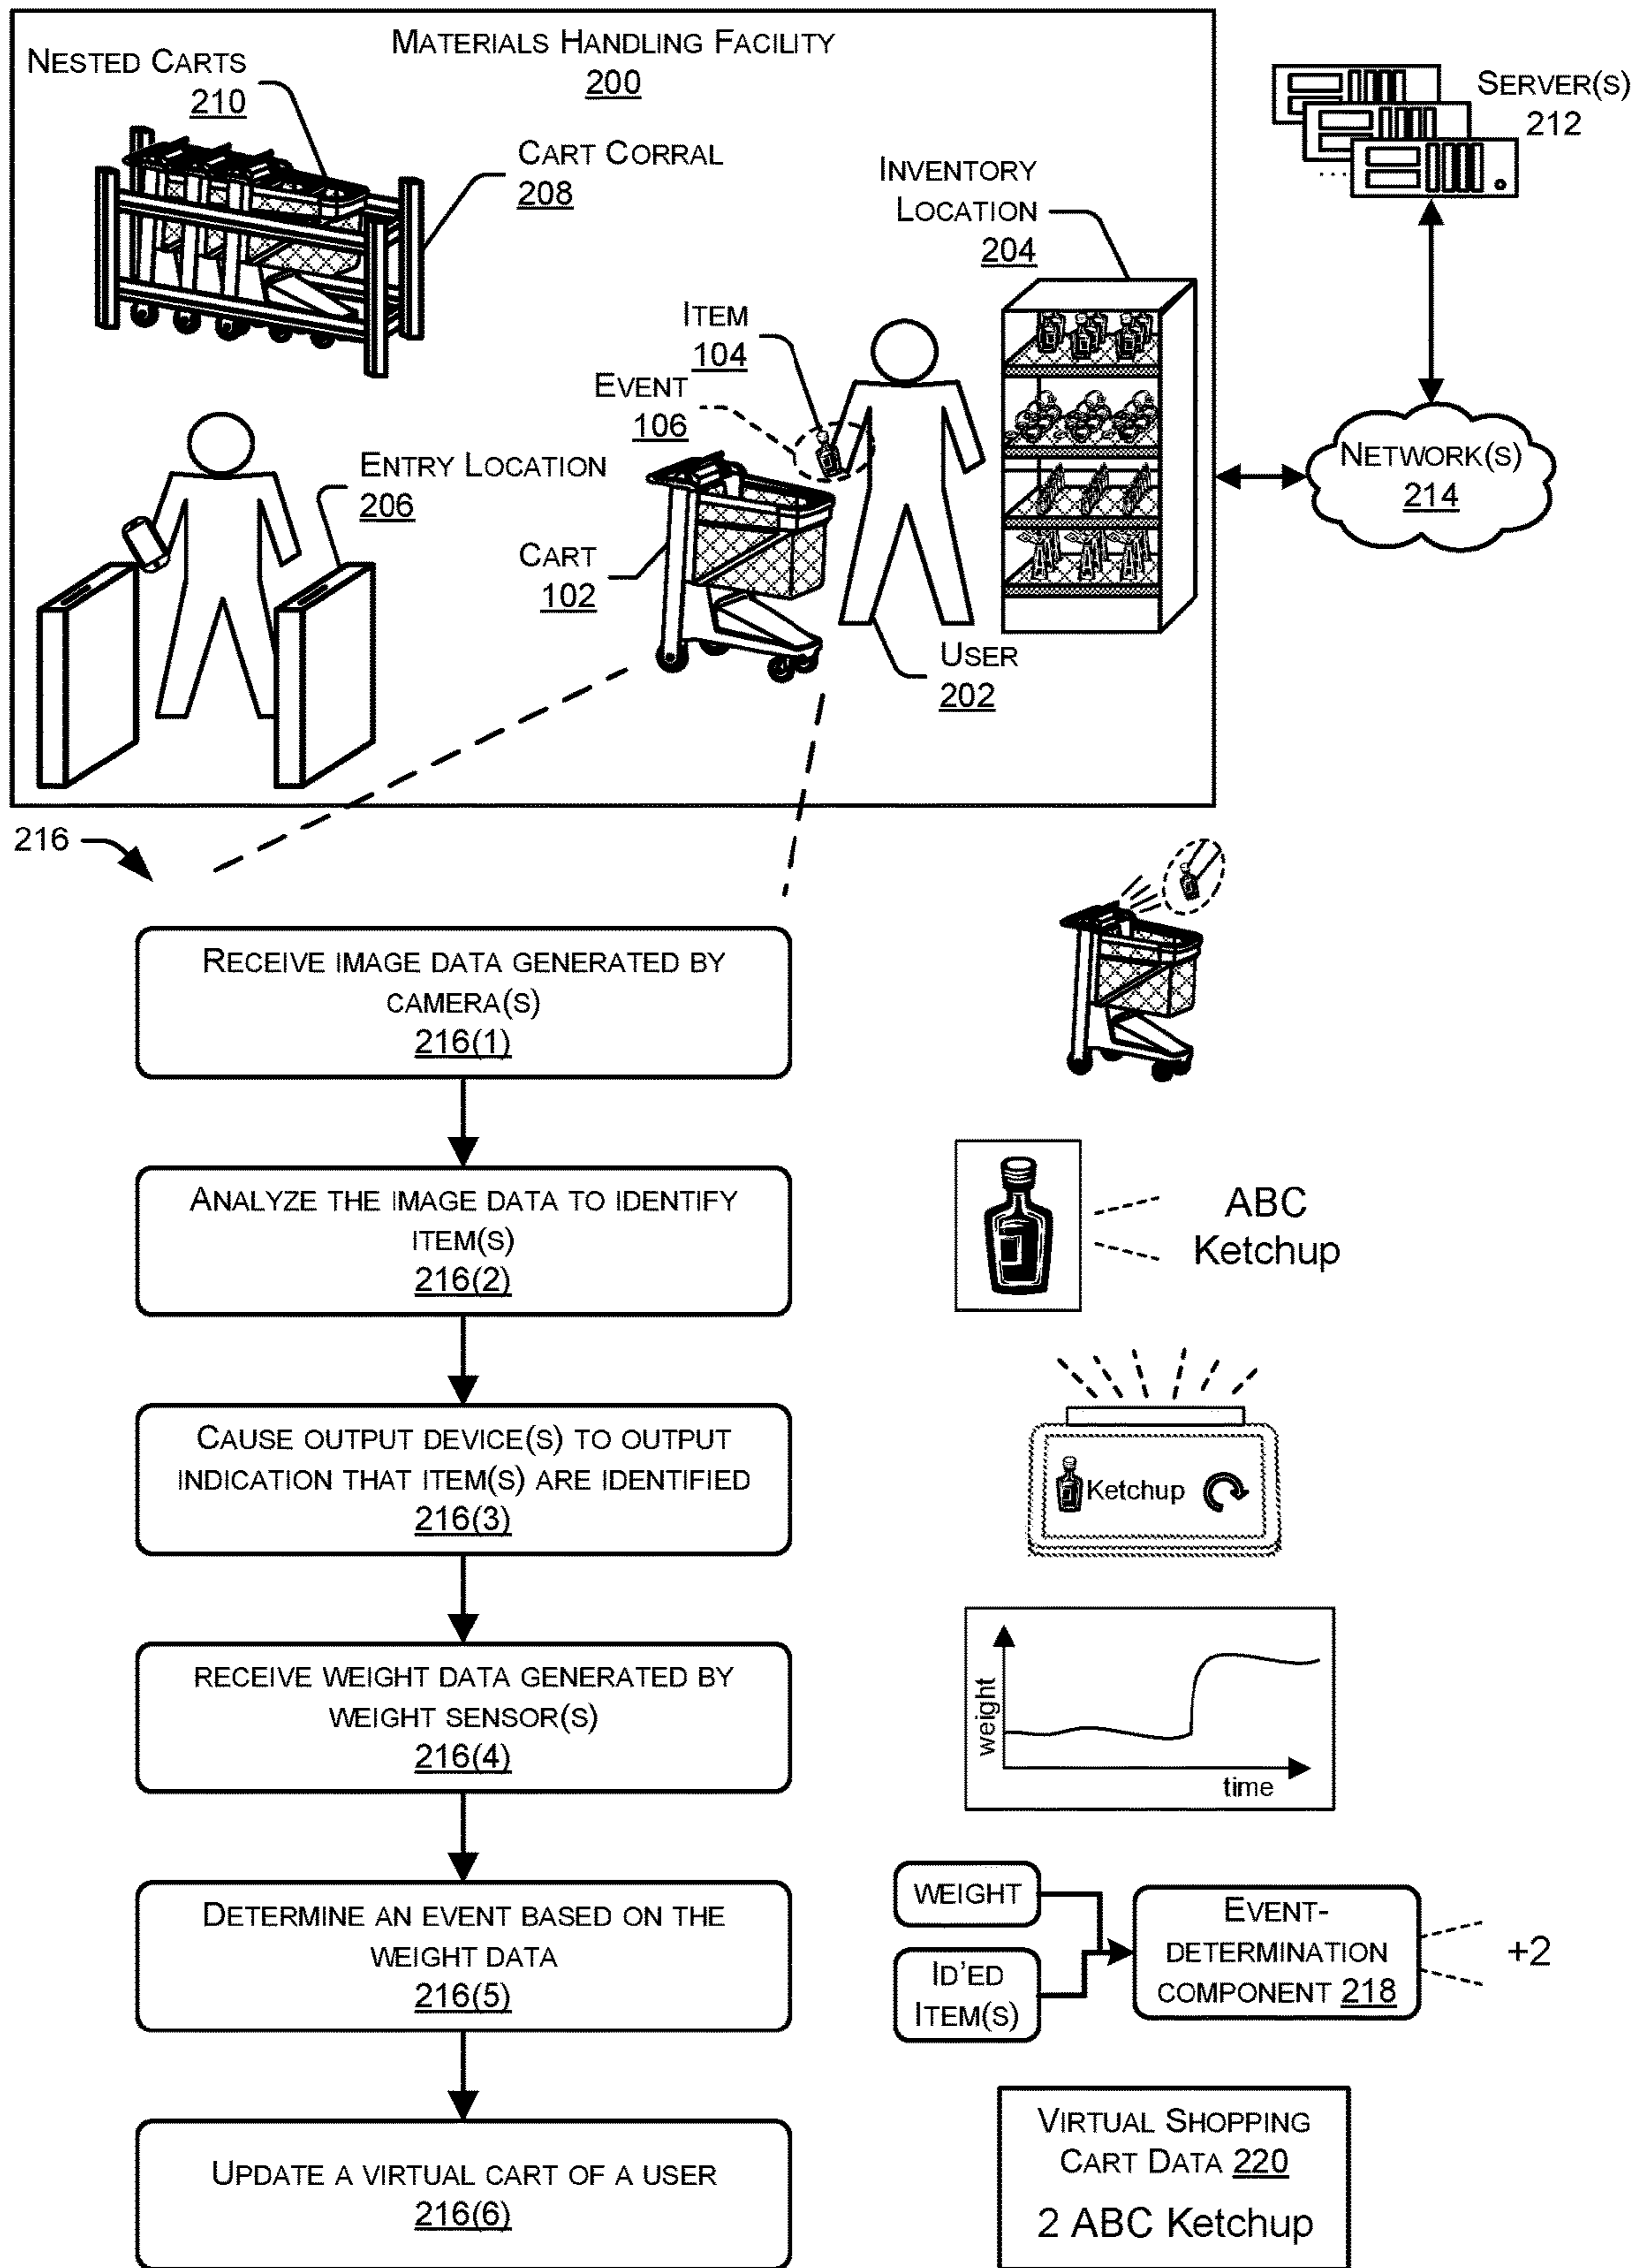 MATERIALS HANDLING FACILITY
200
NESTED CARTS
210
CART CORRAL
208
INVENTORY
LOCATION
204
SERVER(S)
212
ITEM
104
EVENT
106
ENTRY LOCATION
206
CART
102
USER
202
NETWORK(S)
214
216
RECEIVE IMAGE DATA GENERATED BY
CAMERA(S)
216(1)
ANALYZE THE IMAGE DATA TO IDENTIFY
ITEM(S)
216(2)
ABC
Ketchup
CAUSE OUTPUT DEVICE(S) TO OUTPUT
INDICATION THAT ITEM(S) ARE IDENTIFIED
216(3)
Ketchup
RECEIVE WEIGHT DATA GENERATED BY
WEIGHT SENSOR(S)
216(4)
weight
time
DETERMINE AN EVENT BASED ON THE
WEIGHT DATA
216(5)
WEIGHT
ID'ED
ITEM(S)
EVENT-
DETERMINATION
COMPONENT 218
+2
UPDATE A VIRTUAL CART OF A USER
216(6)
VIRTUAL SHOPPING
CART DATA 220
2 ABC Ketchup